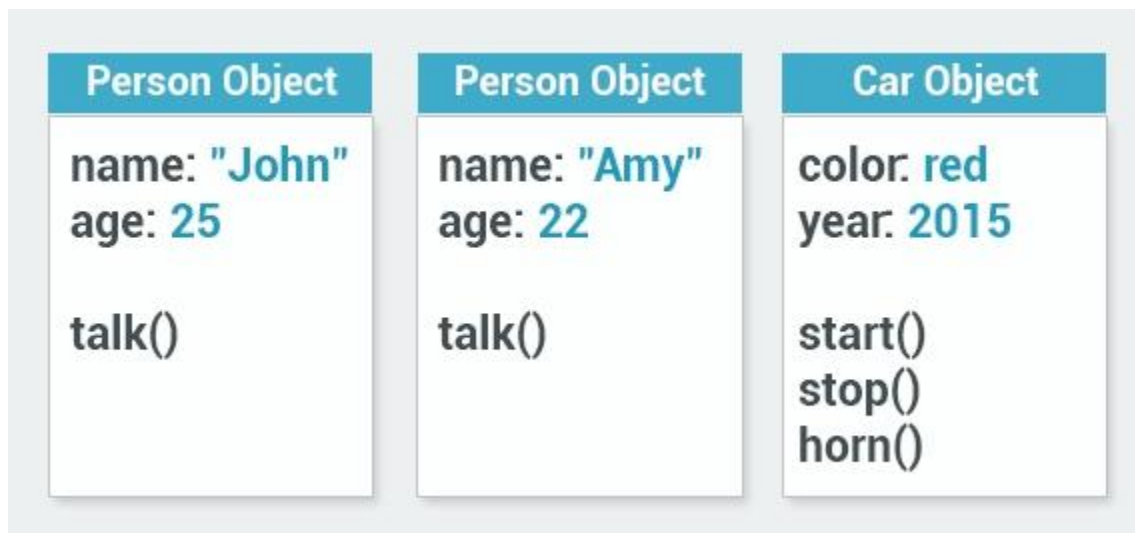 Person Object
name: "John"
age: 25
talk()
Person Object
name: "Amy"
age: 22
talk()
Car Object
color: red
year: 2015
start()
stop()
horn()